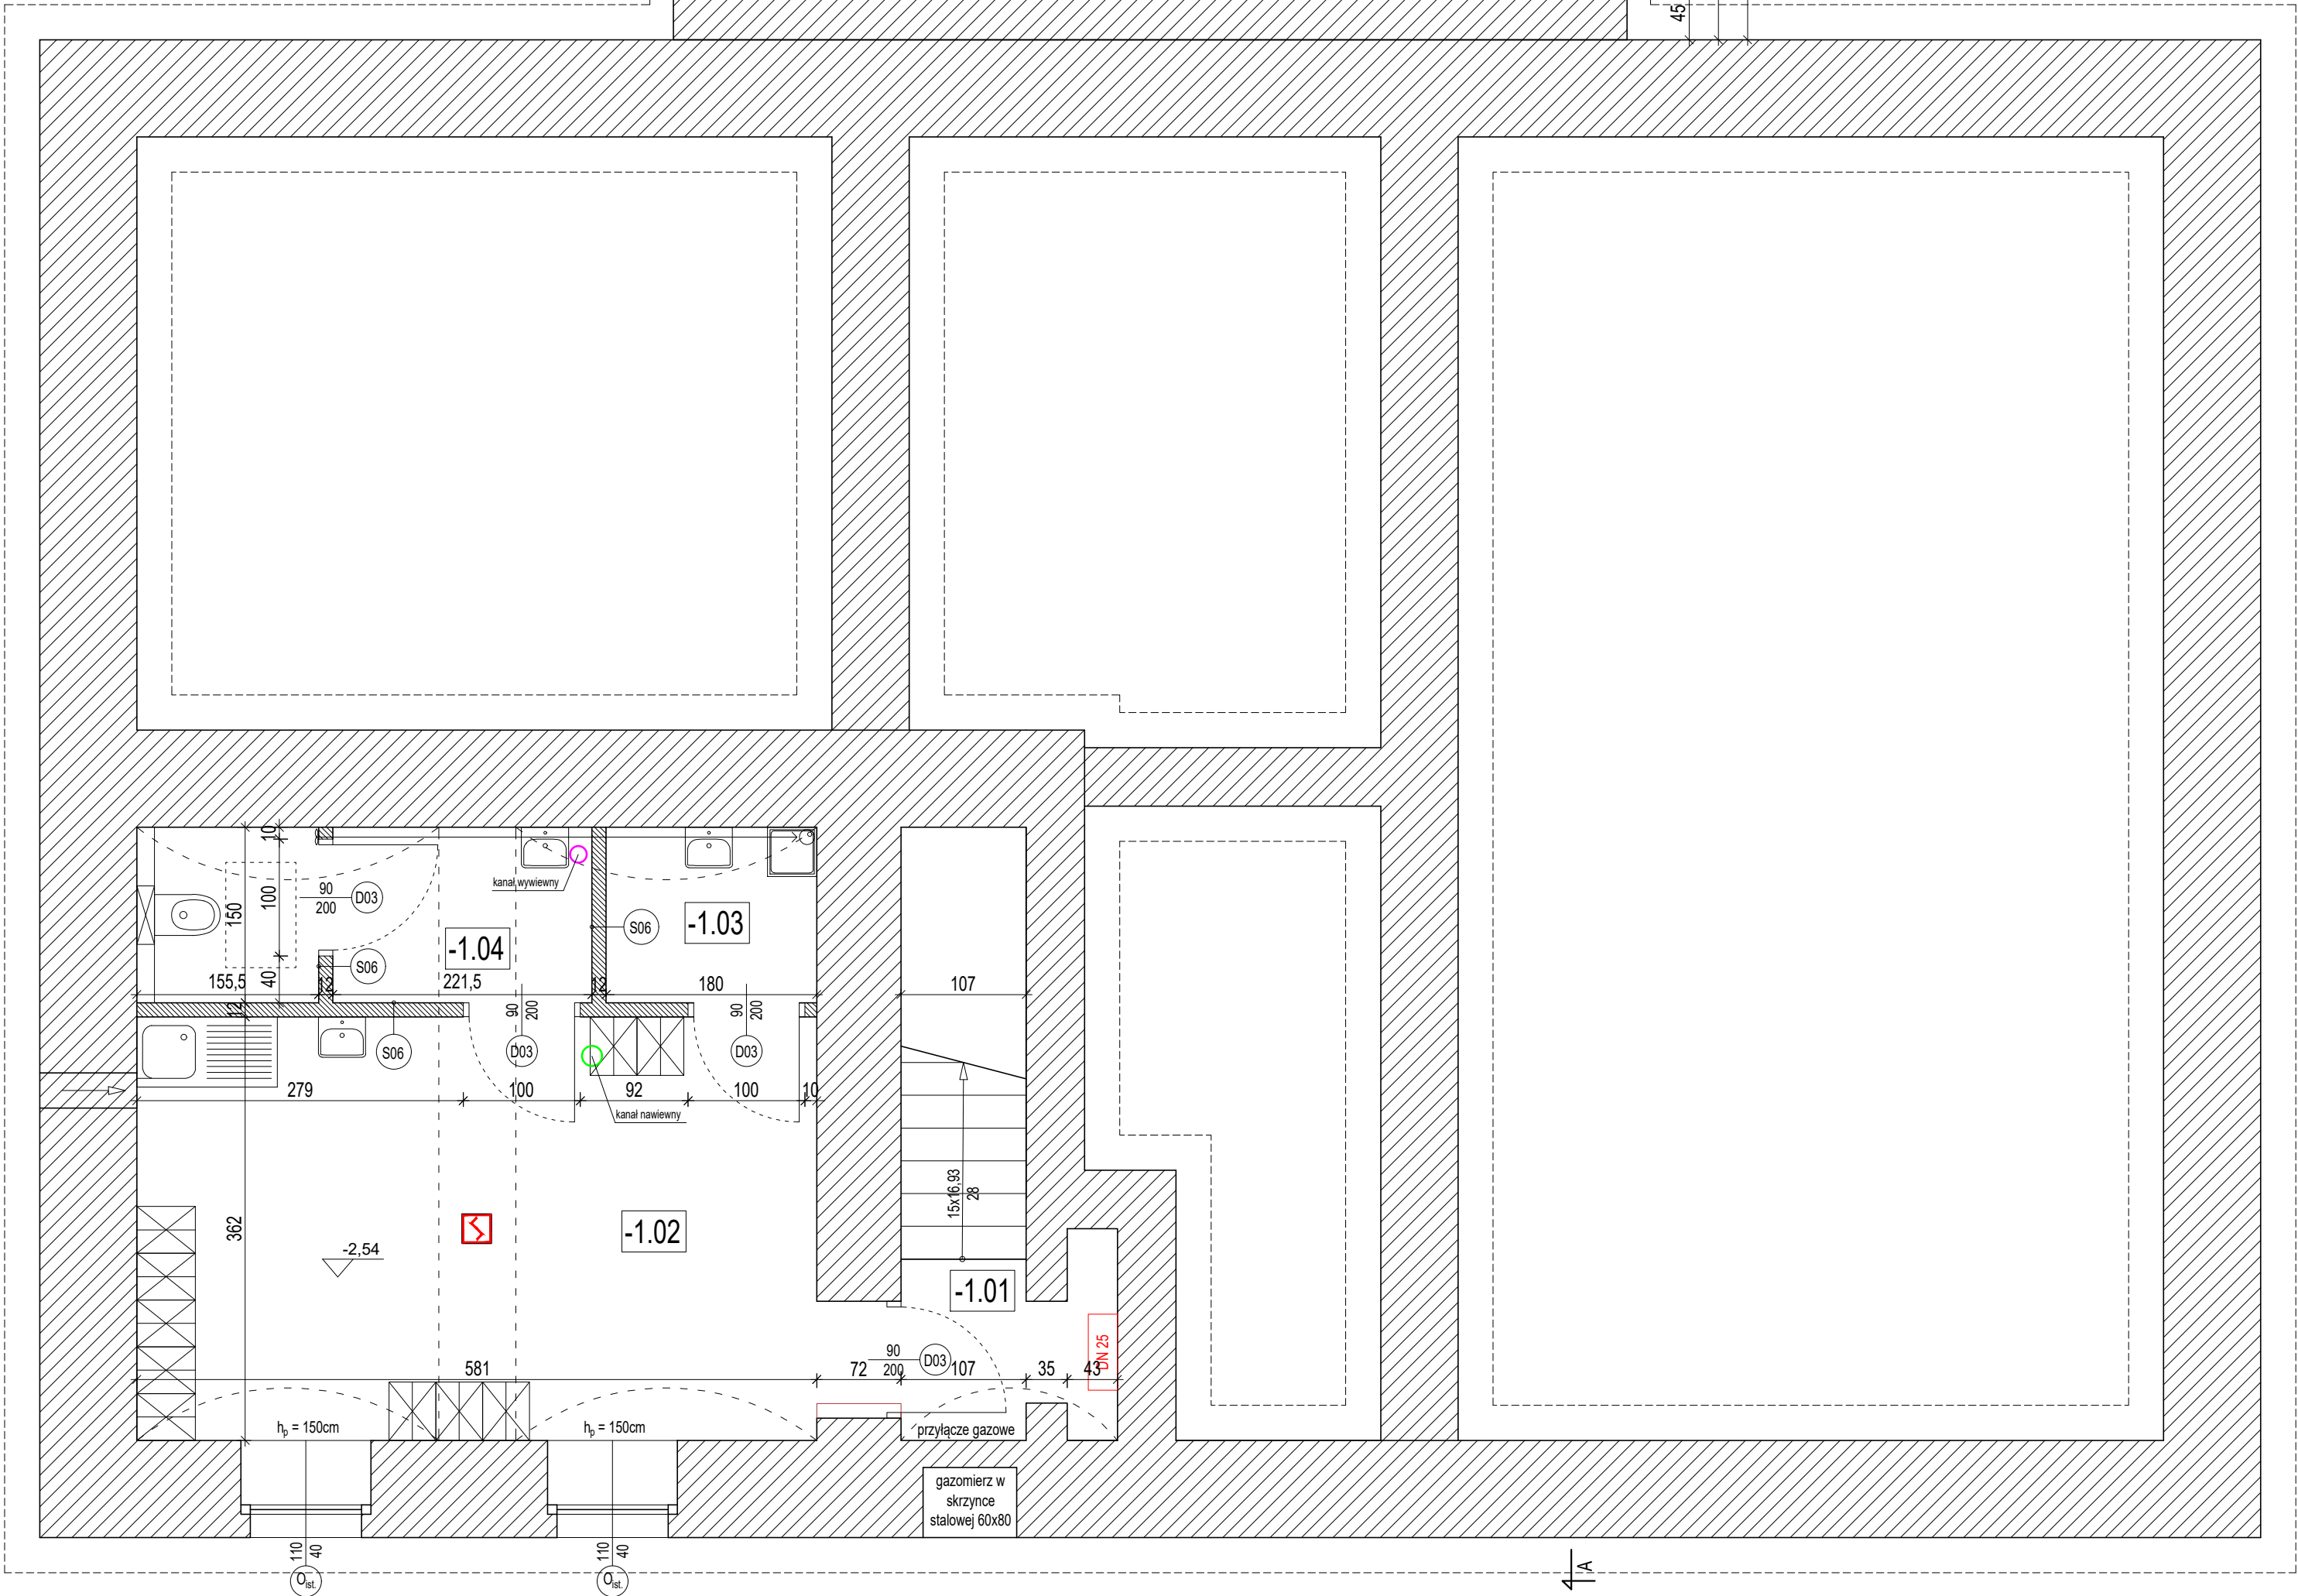 45
10
100
150
40
12
90
200
D03
S06
155,5
12
221,5
12
180
107
-1.04
kanał wywiewny
S06
-1.03
S06
90
200
D03
90
200
D03
279
100
92
100
10
kanał nawiewny
15x16,93
28
362
-2,54
-1.02
-1.01
DN 25
90
200
D03
581
72
107
35
43
hp = 150cm
hp = 150cm
przyłącze gazowe
gazomierz w
skrzynce
stalowej 60x80
110
40
Oist.
110
40
Oist.
A